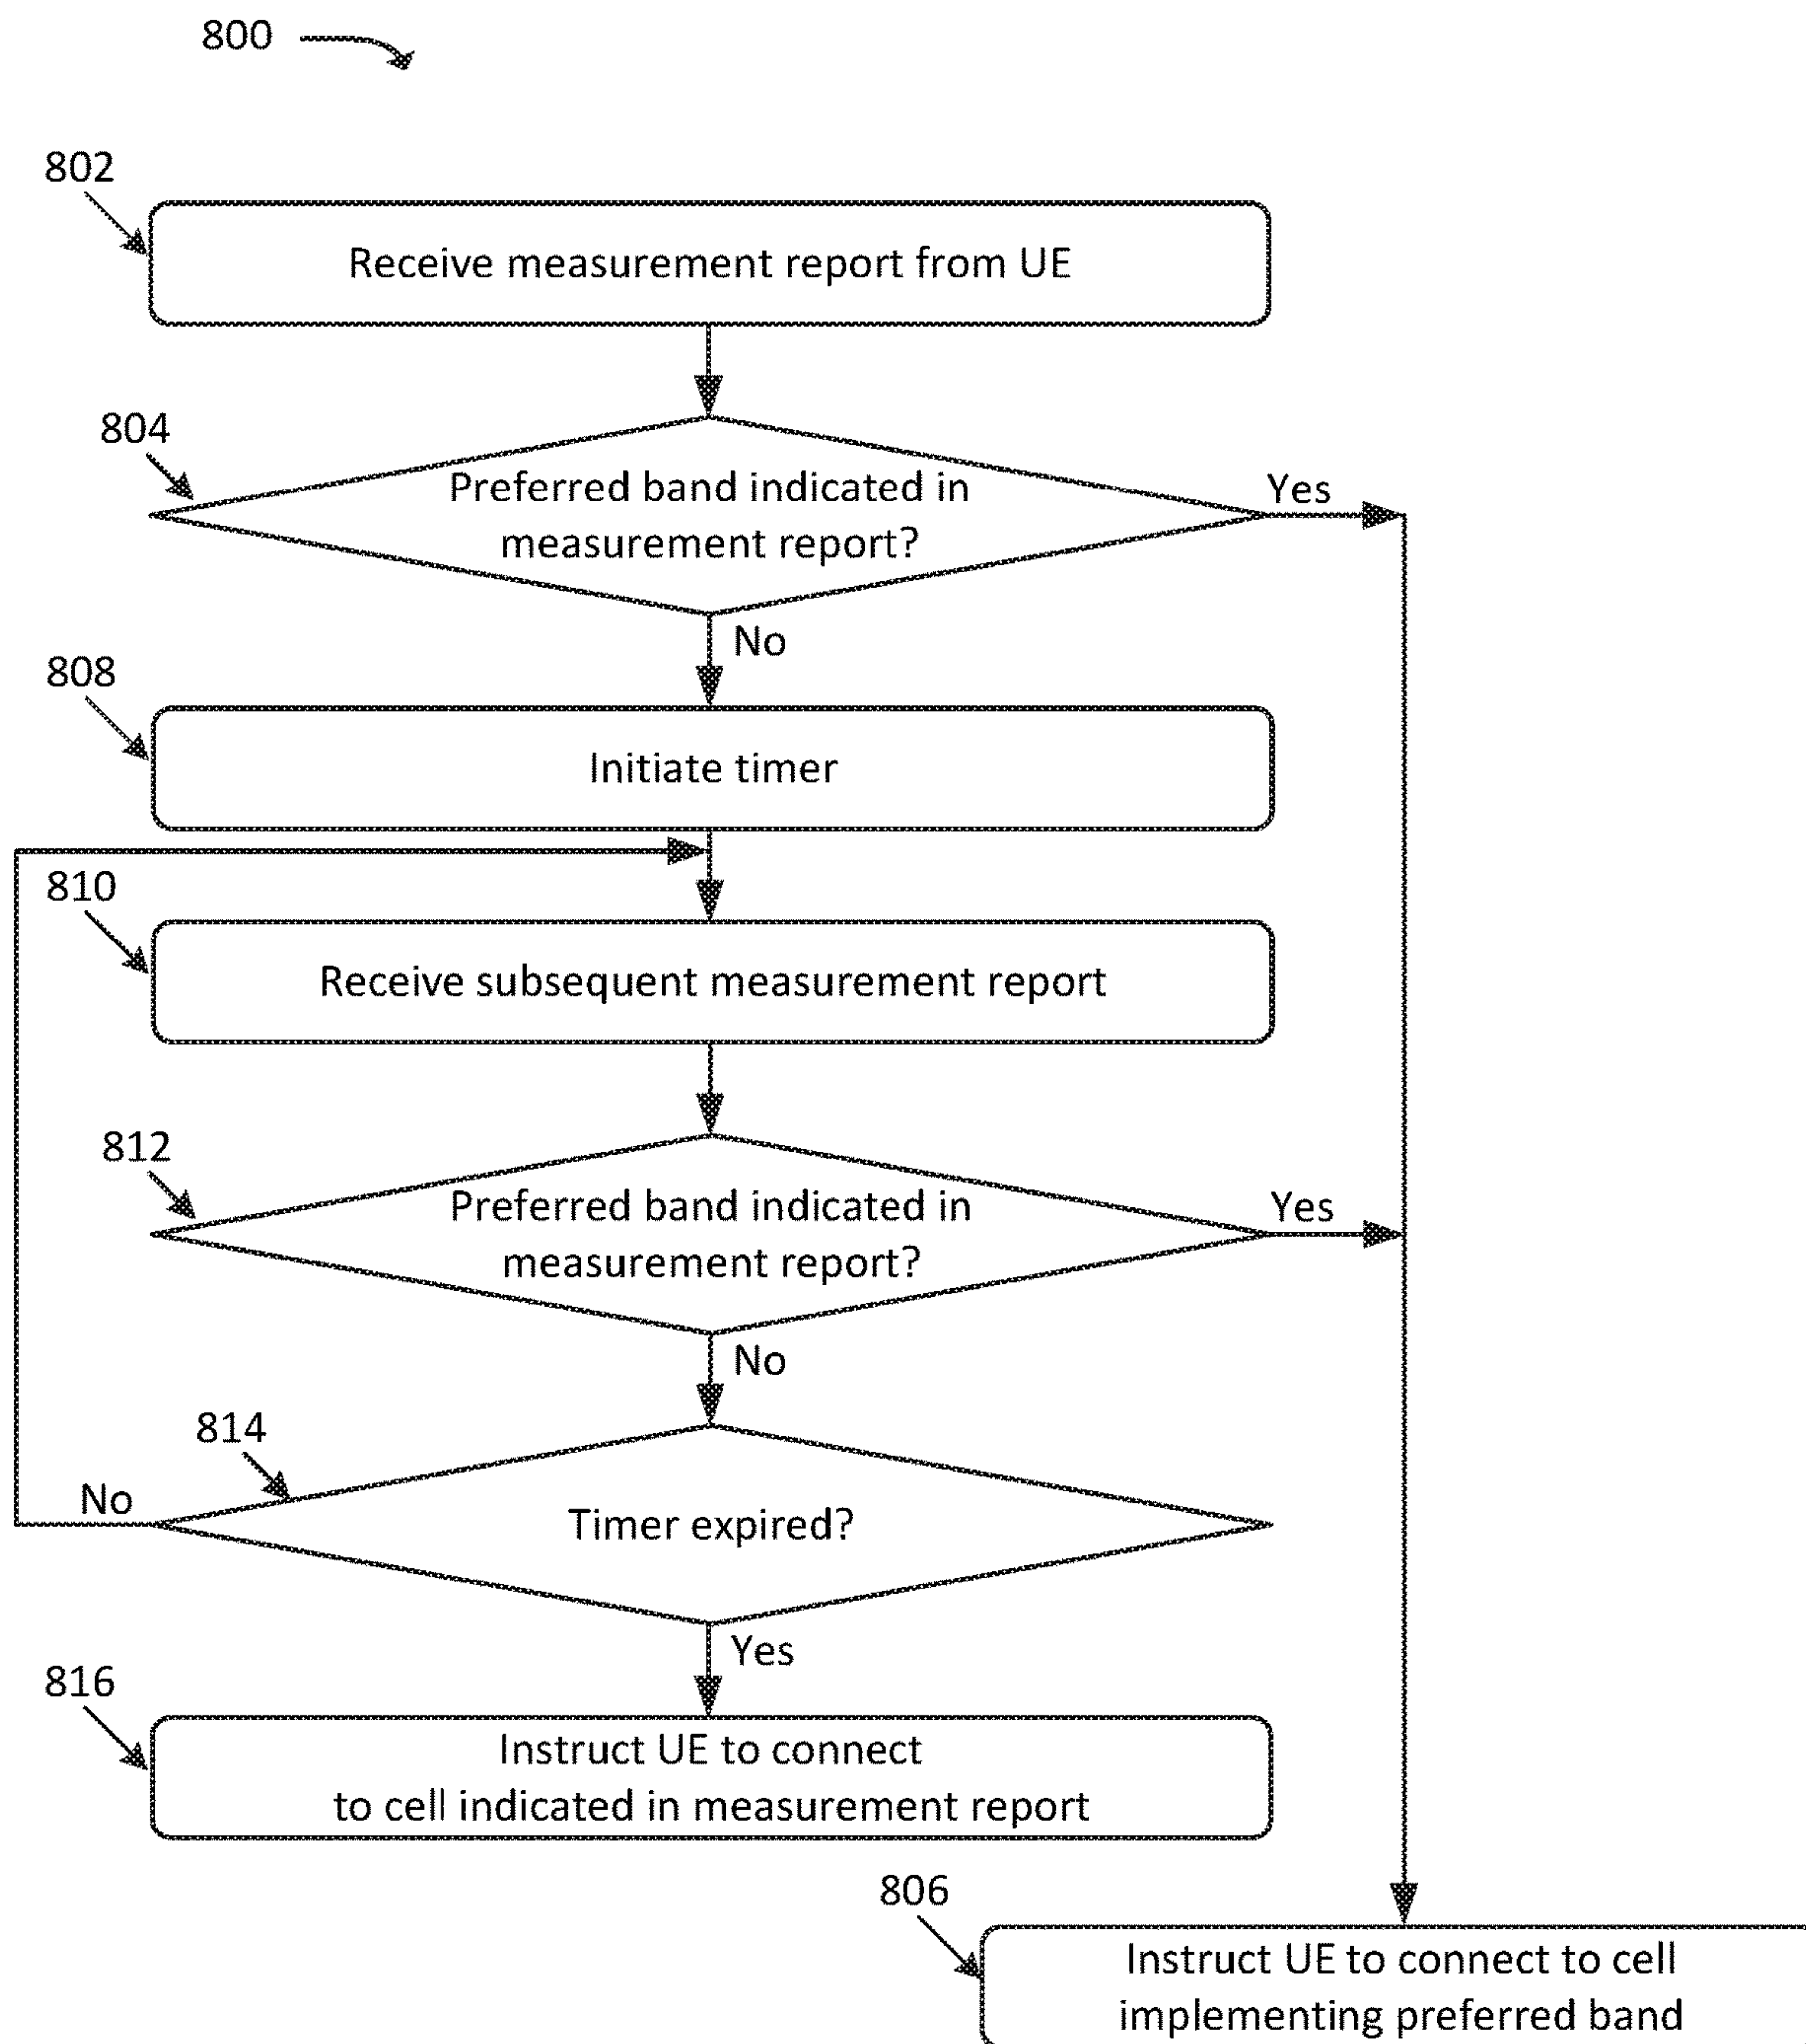 800
802
Receive measurement report from UE
804
Preferred band indicated in
measurement report?
Yes
No
808
Initiate timer
810
Receive subsequent measurement report
812
Preferred band indicated in
measurement report?
Yes
No
814
No
Timer expired?
Yes
816
Instruct UE to connect
to cell indicated in measurement report
806
Instruct UE to connect to cell
implementing preferred band